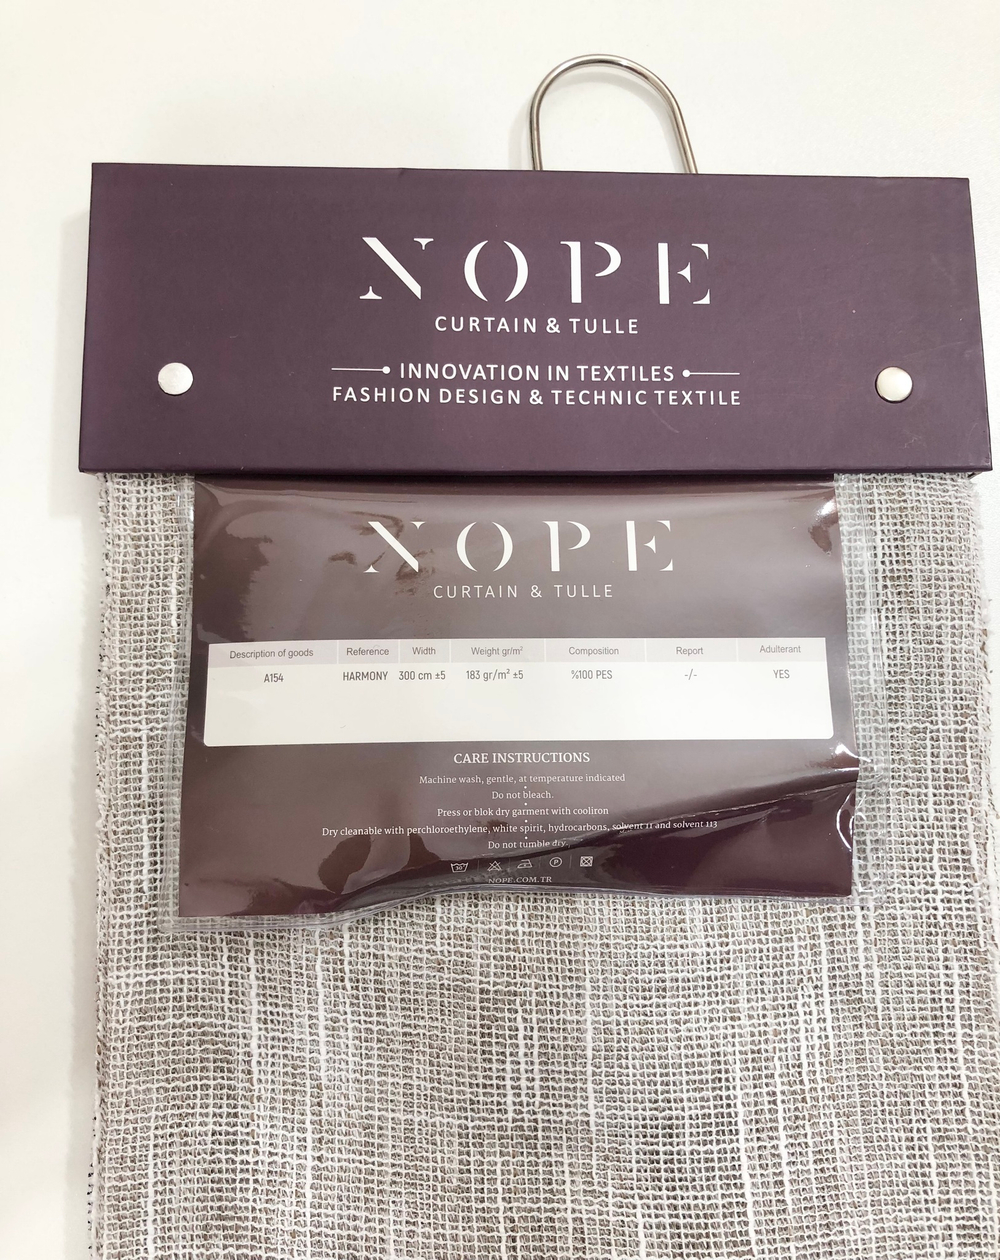 NOPE
CURTAIN & TULLE
INNOVATION IN TEXTILES
FASHION DESIGN & TECHNIC TEXTILE
NOPE
CURTAIN & TULLE
Description of goods Reference Width Weight gr/m² Composition Report Adulterant
A154 HARMONY 300 cm ±5 183 gr/m² ±5 %100 PES -/- YES
CARE INSTRUCTIONS
Machine wash, gentle, at temperature indicated
Do not bleach.
Press or blok dry garment with cooliron
Dry cleanable with perchloroethylene, white spirit, hydrocarbons, solvent 11 and solvent 113
Do not tumble dry.
30 P
NOPE.COM.TR